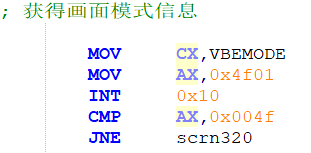 ; 获得画面模式信息
MOV CX,VBEMODE
MOV AX,0x4f01
INT 0x10
CMP AX,0x004f
JNE scrn320